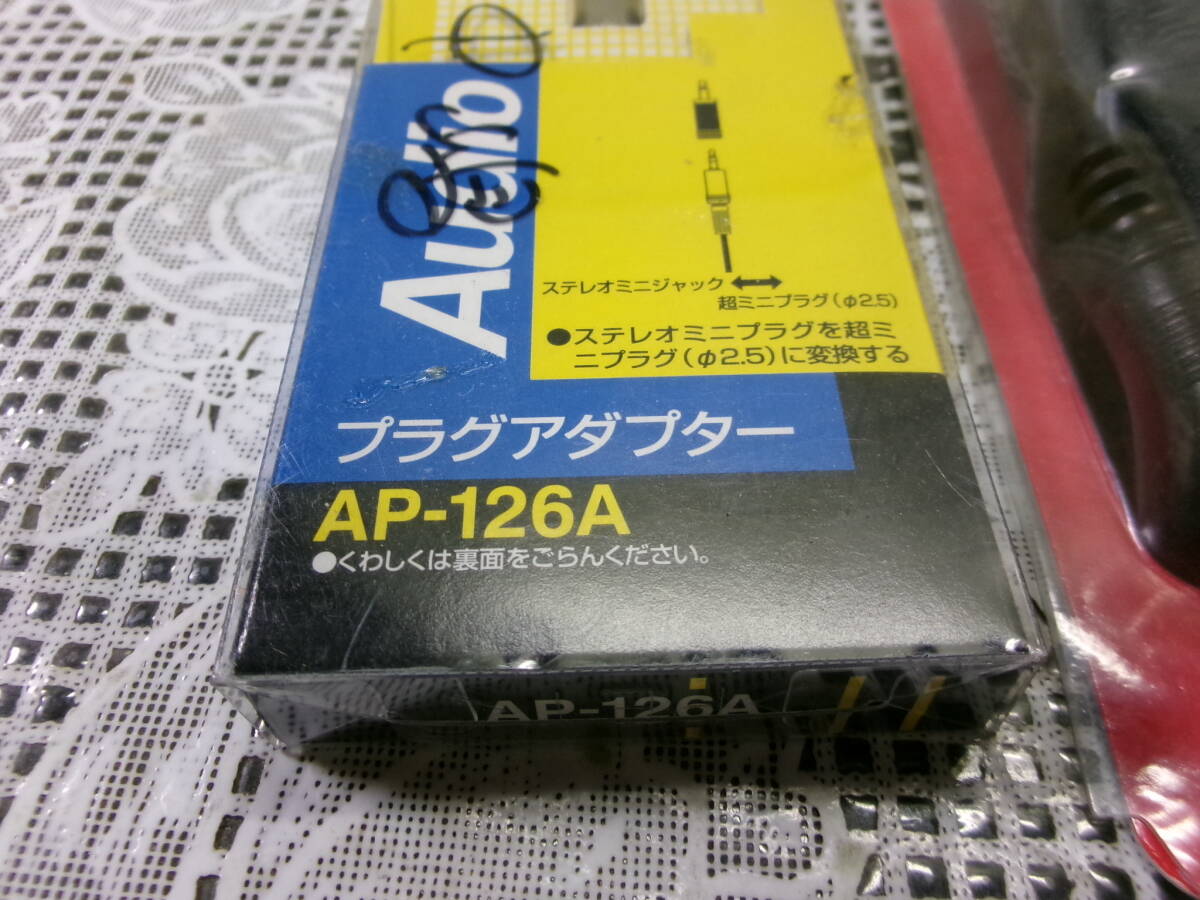 Audio
ステレオミニジャック
超ミニプラグ(φ2.5)
●ステレオミニプラグを超ミ
ニプラグ(φ2.5)に変換する
プラグアダプター
AP-126A
●くわしくは裏面をごらんください。
AP-126A